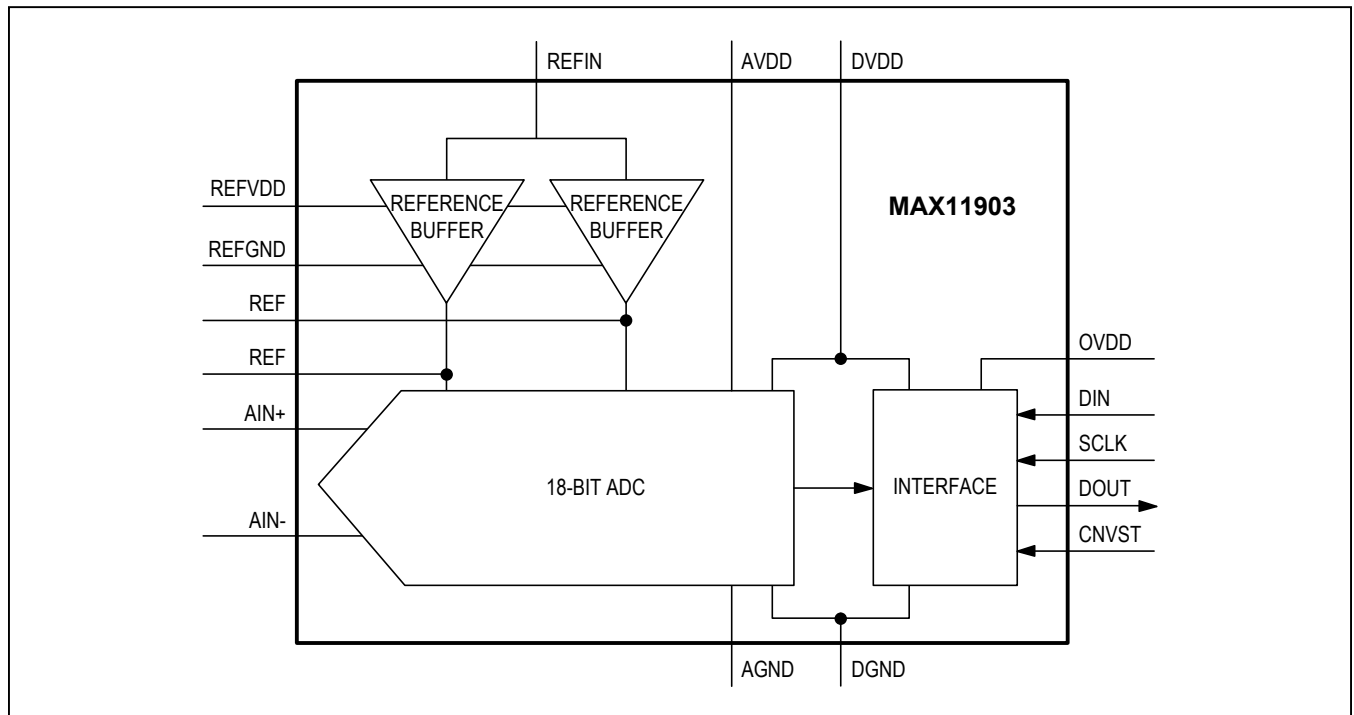 REFIN
AVDD
DVDD
REFVDD
REFERENCE
BUFFER
REFERENCE
BUFFER
MAX11903
REFGND
REF
REF
OVDD
AIN+
DIN
SCLK
18-BIT ADC
INTERFACE
DOUT
AIN-
CNVST
AGND
DGND